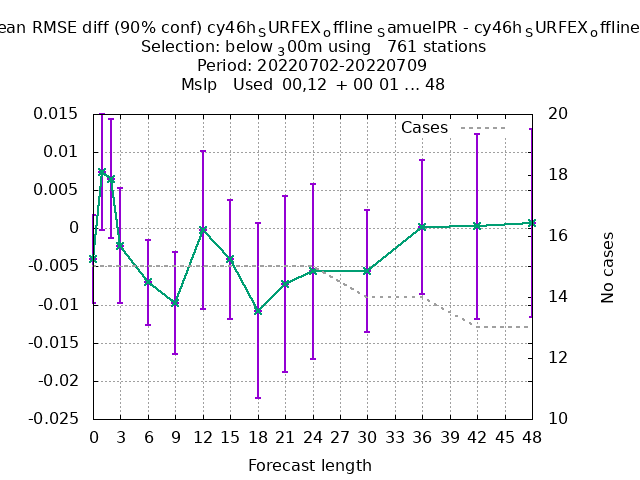 ean RMSE diff (90% conf) cy46h_SURFEX_offline_SamuelPR - cy46h_SURFEX_offline
Selection: below_300m using 761 stations
Period: 20220702-20220709
Mslp Used 00,12 + 00 01 ... 48
0.015
0.01
0.005
0
-0.005
-0.01
-0.015
-0.02
-0.025
Cases
20
18
16
14
12
10
No cases
0 3 6 9 12 15 18 21 24 27 30 33 36 39 42 45 48
Forecast length